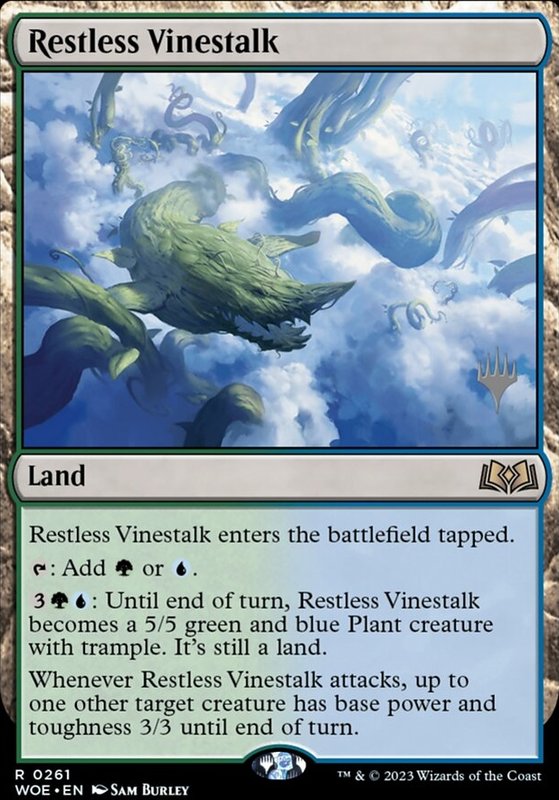 Restless Vinestalk
Land
Restless Vinestalk enters the battlefield tapped.
: Add or .
3 : Until end of turn, Restless Vinestalk
becomes a 5/5 green and blue Plant creature
with trample. It's still a land.
Whenever Restless Vinestalk attacks, up to
one other target creature has base power and
toughness 3/3 until end of turn.
R 0261
WOE • EN Sam Burley
™ & © 2023 Wizards of the Coast